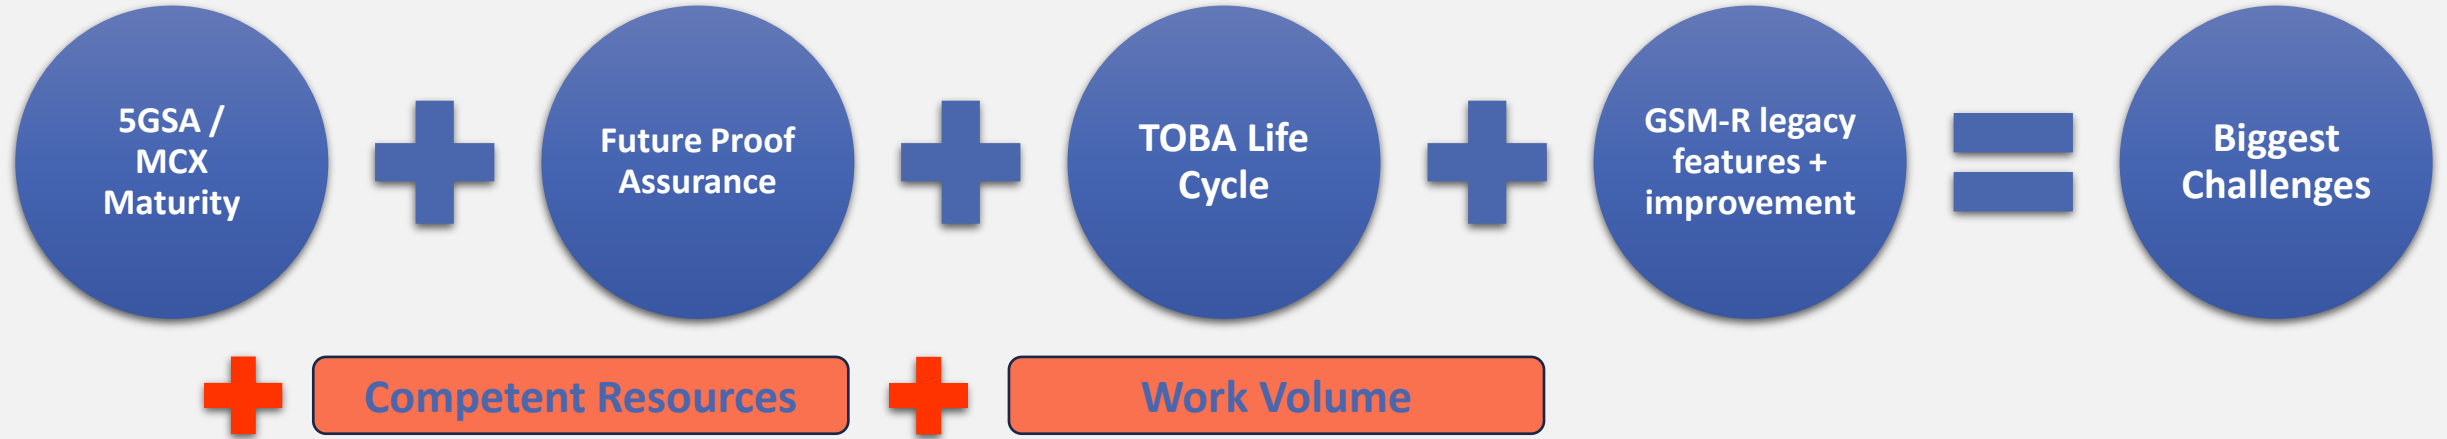 5GSA /
MCX
Maturity
Future Proof
Assurance
TOBA Life
Cycle
GSM-R legacy
features +
improvement
Biggest
Challenges
Competent Resources
Work Volume